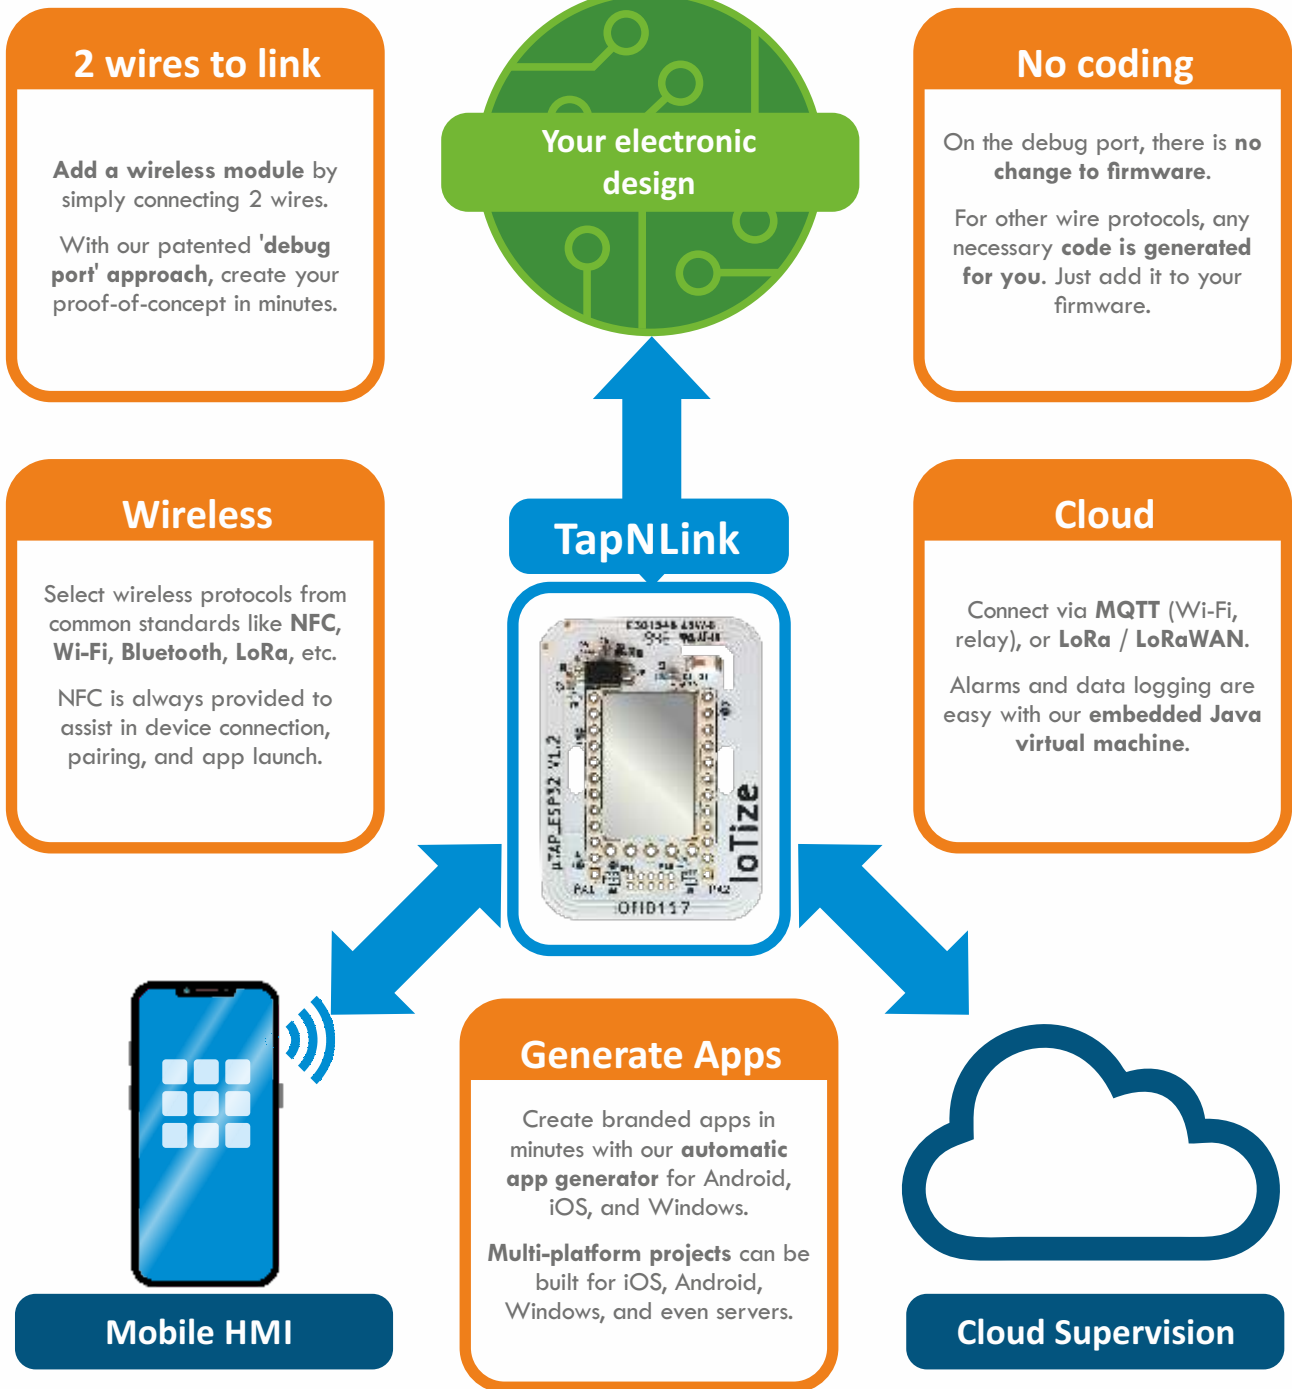 2 wires to link
Add a wireless module by
simply connecting 2 wires.
With our patented 'debug
port' approach, create your
proof-of-concept in minutes.
Your electronic
design
No coding
On the debug port, there is no
change to firmware.
For other wire protocols, any
necessary code is generated
for you. Just add it to your
firmware.
Wireless
Select wireless protocols from
common standards like NFC,
Wi-Fi, Bluetooth, LoRa, etc.
NFC is always provided to
assist in device connection,
pairing, and app launch.
TapNLink
µTAP_ESP32 V1.2
IoTize
PA1
Cloud
Connect via MQTT (Wi-Fi,
relay), or LoRa / LoRaWAN.
Alarms and data logging are
easy with our embedded Java
virtual machine.
Generate Apps
Create branded apps in
minutes with our automatic
app generator for Android,
iOS, and Windows.
Multi-platform projects can be
built for iOS, Android,
Windows, and even servers.
Mobile HMI
Cloud Supervision